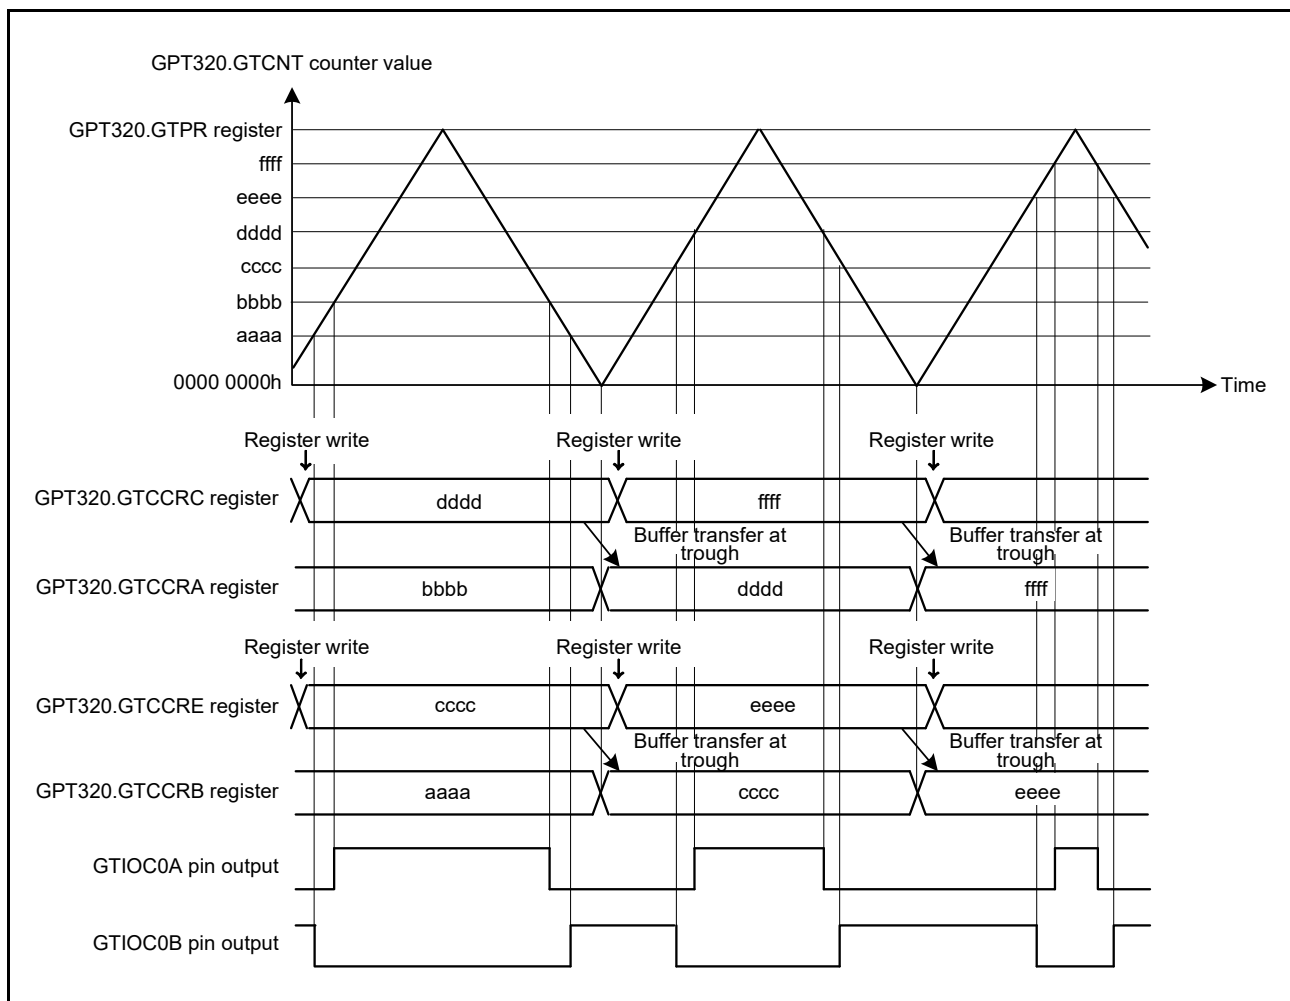 GPT320.GTCNT counter value
GPT320.GTPR register
ffff
eeee
dddd
cccc
bbbb
aaaa
0000 0000h
Time
Register write
Register write
Register write
GPT320.GTCCRC register
dddd
ffff
Buffer transfer at
trough
Buffer transfer at
trough
GPT320.GTCCRA register
bbbb
dddd
ffff
Register write
Register write
Register write
GPT320.GTCCRE register
cccc
eeee
Buffer transfer at
trough
Buffer transfer at
trough
GPT320.GTCCRB register
aaaa
cccc
eeee
GTIOC0A pin output
GTIOC0B pin output